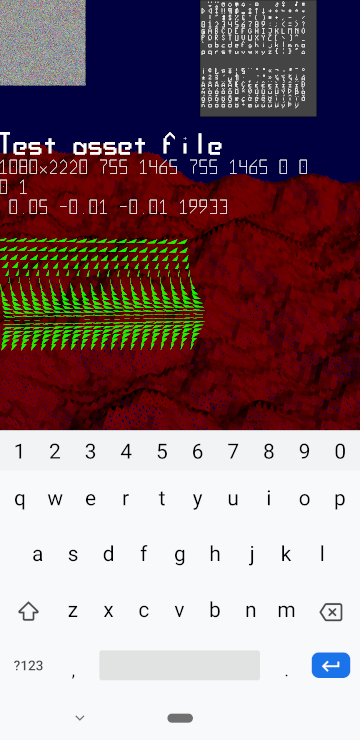 Test asset file
1080x2220 755 1465 755 1465 0 0
0 1
0.05 -0.01 -0.01 19933
1 2 3 4 5 6 7 8 9 0
q w e r t y u i o p
a s d f g h j k l
z x c v b n m
?123 , .